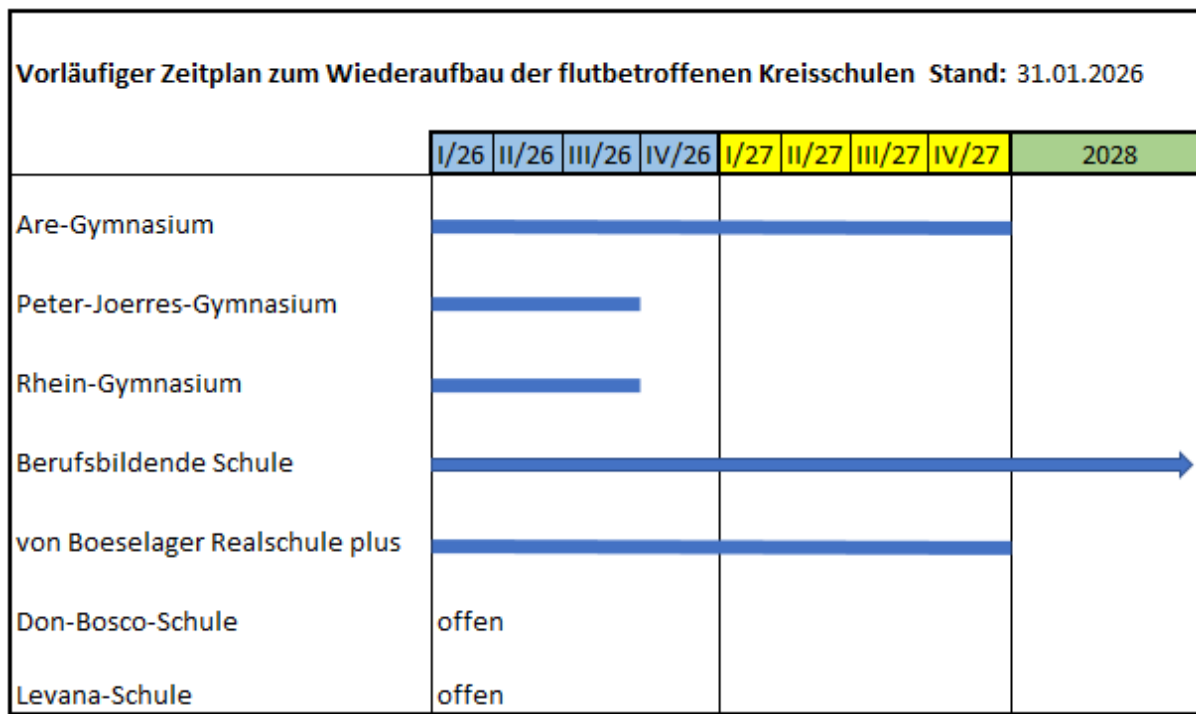 Vorläufiger Zeitplan zum Wiederaufbau der flutbetroffenen Kreisschulen Stand: 31.01.2026
I/26 II/26 III/26 IV/26 I/27 II/27 III/27 IV/27 2028
Are-Gymnasium
Peter-Joerres-Gymnasium
Rhein-Gymnasium
Berufsbildende Schule
von Boeselager Realschule plus
Don-Bosco-Schule offen
Levana-Schule offen